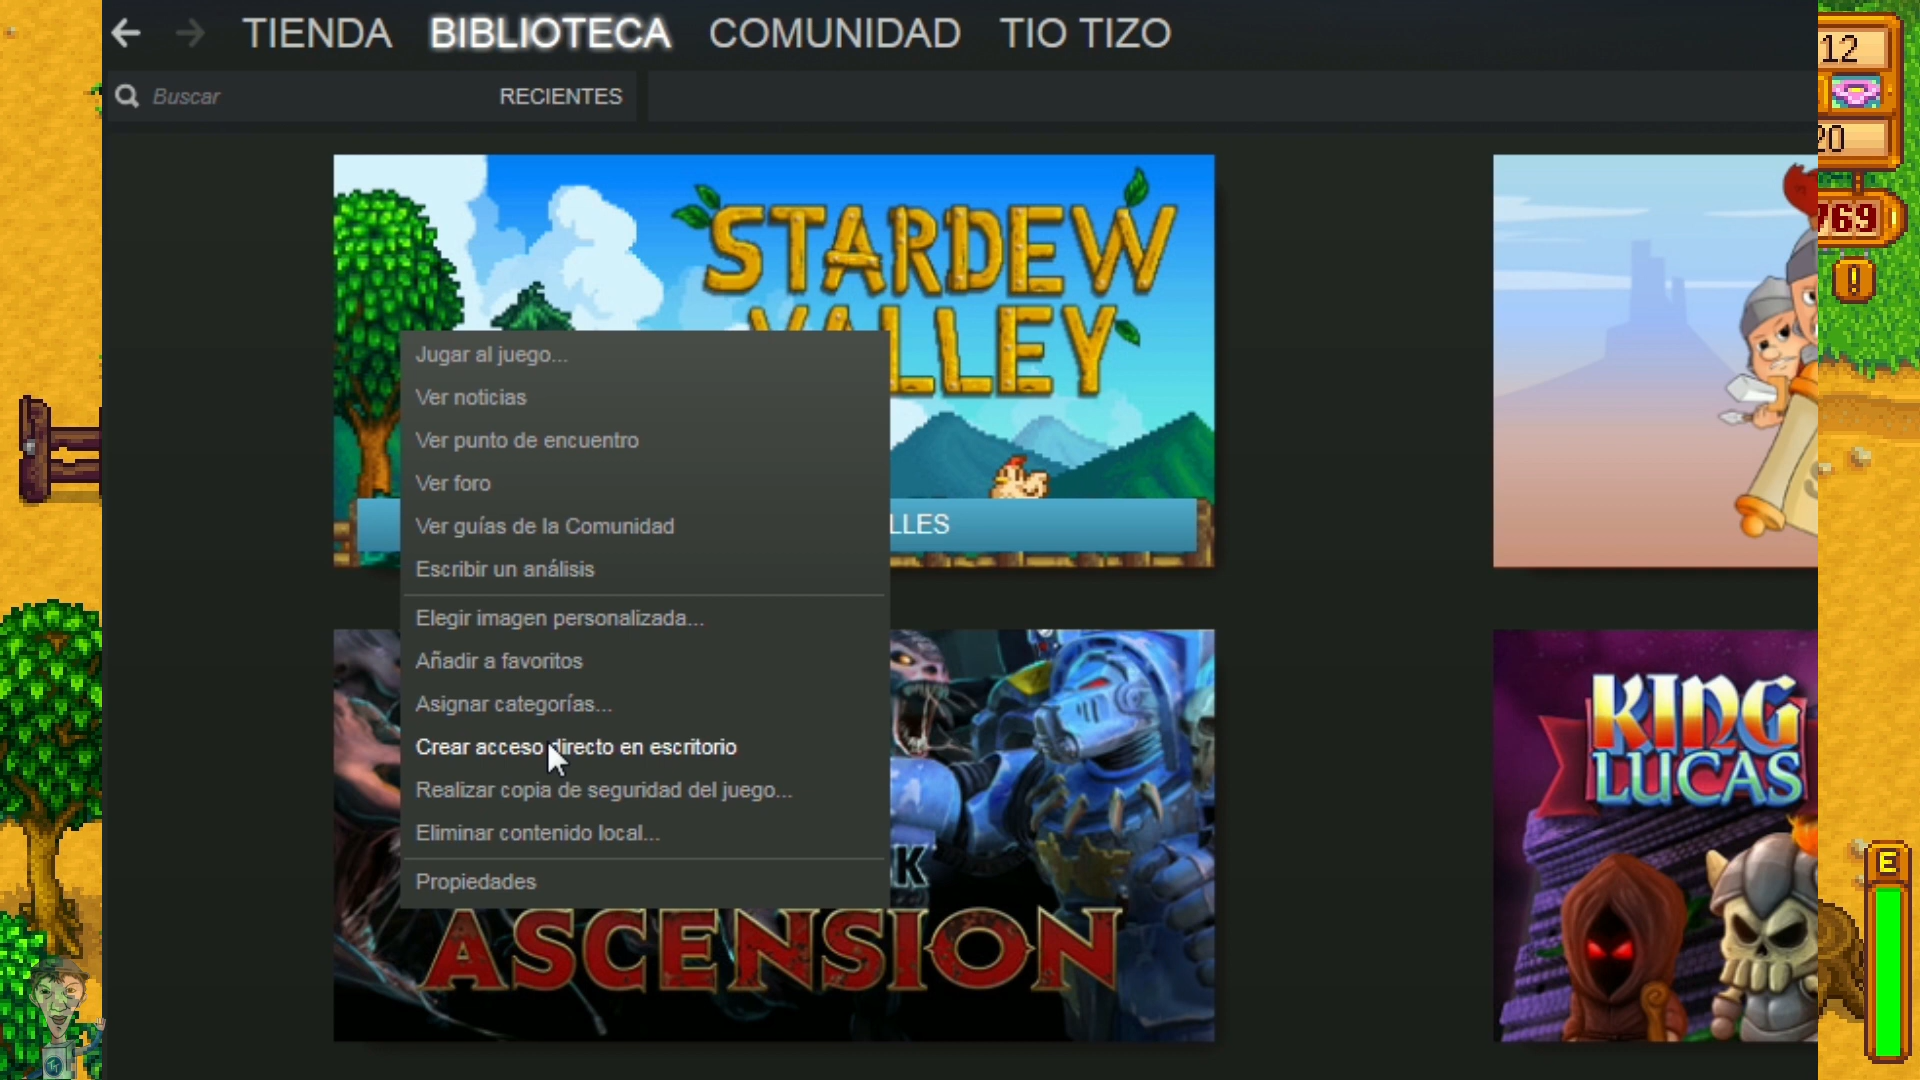 TIENDA BIBLIOTECA COMUNIDAD TIO TIZO
Buscar RECIENTES
12
20
769
!
STARDEW
VALLEY
Jugar al juego...
Ver noticias
Ver punto de encuentro
Ver foro
Ver guías de la Comunidad
LLES
Escribir un análisis
Elegir imagen personalizada...
Añadir a favoritos
Asignar categorías...
Crear acceso directo en escritorio
Realizar copia de seguridad del juego...
Eliminar contenido local...
Propiedades
K
ASCENSION
KING
LUCAS
E